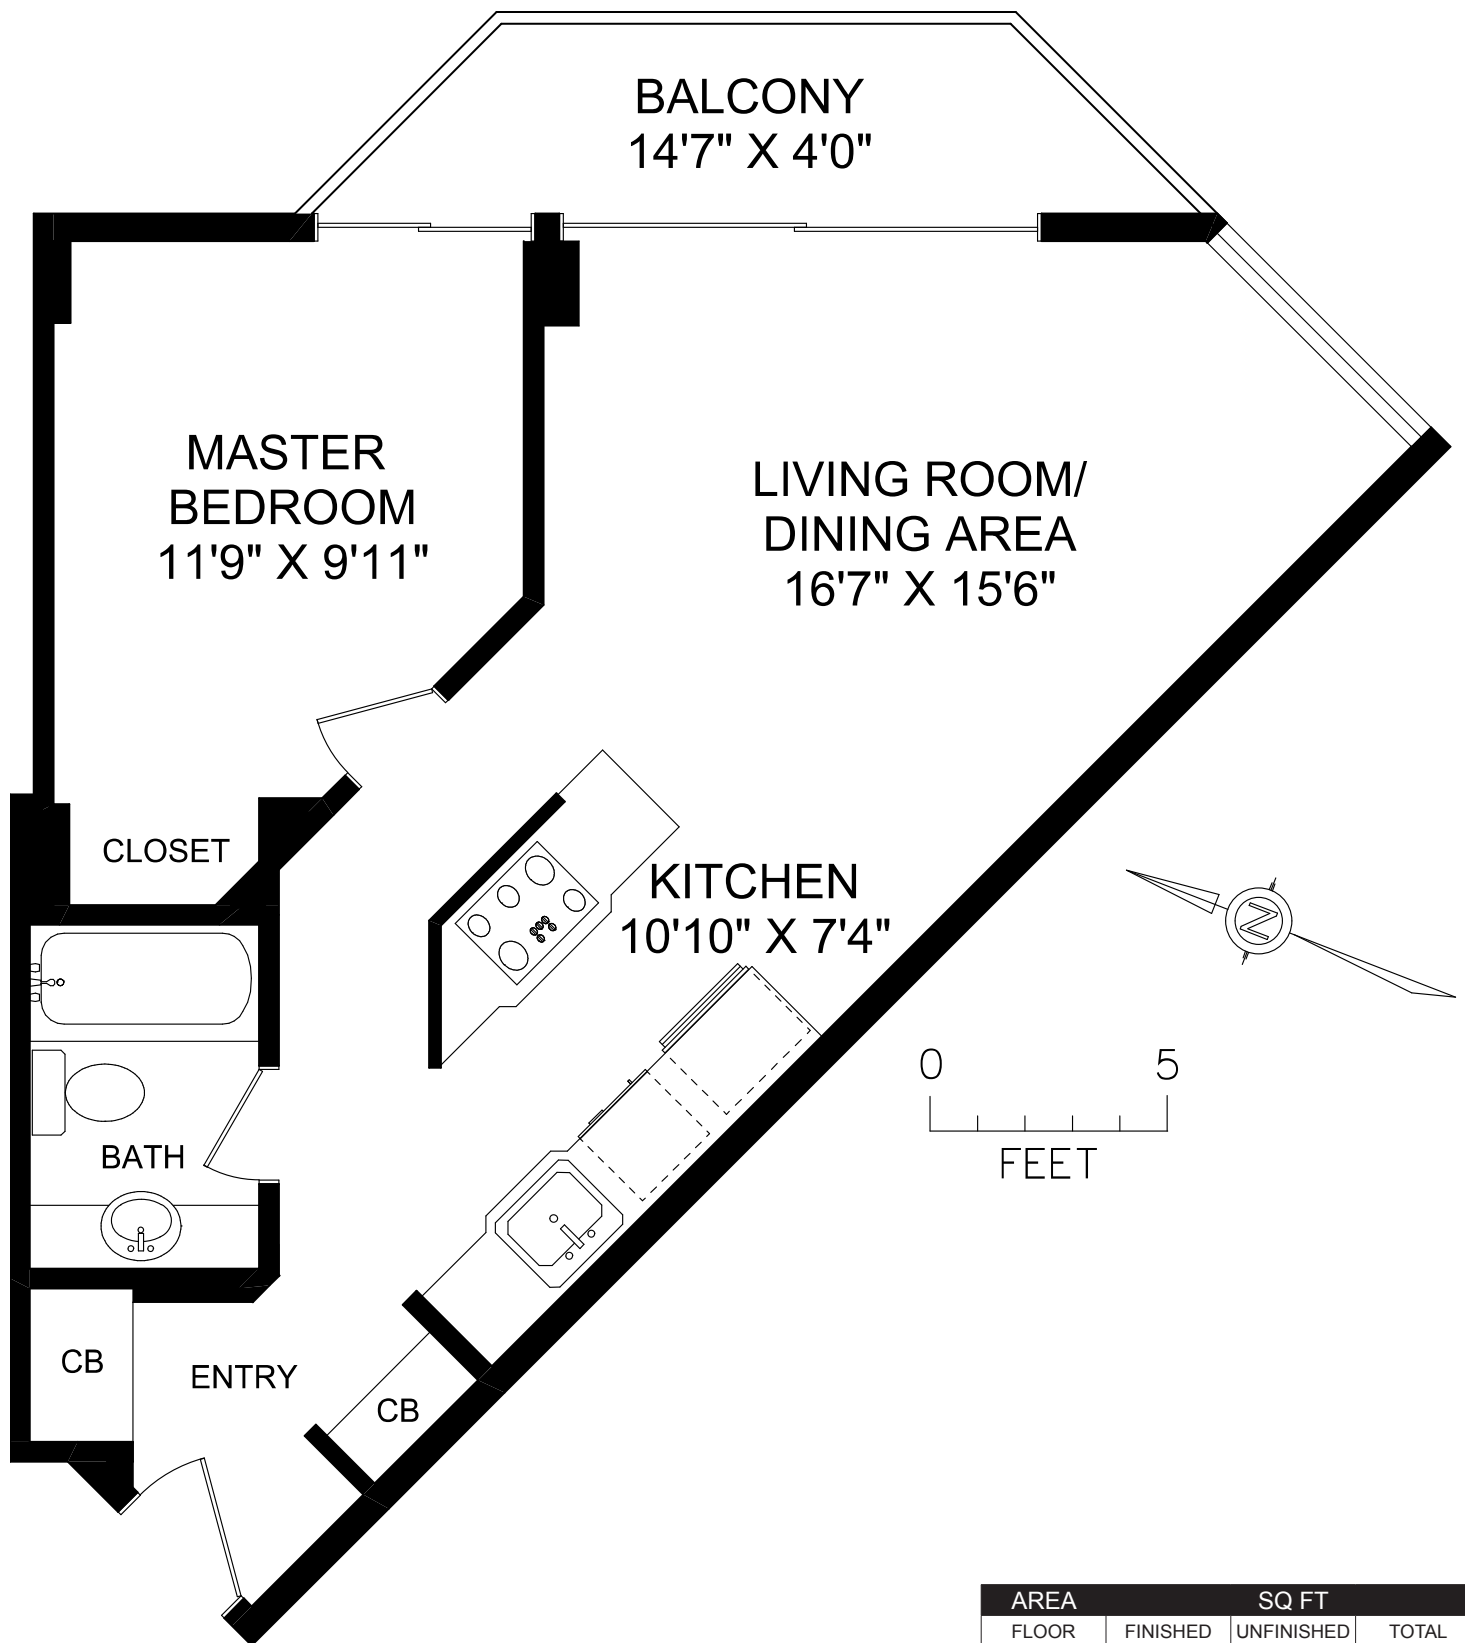 BALCONY
14'7" X 4'0"
MASTER
BEDROOM
11'9" X 9'11"
LIVING ROOM/
DINING AREA
16'7" X 15'6"
CLOSET
KITCHEN
10'10" X 7'4"
N
0 5
FEET
BATH
CB
ENTRY
CB
AREA SQ FT
FLOOR FINISHED UNFINISHED TOTAL